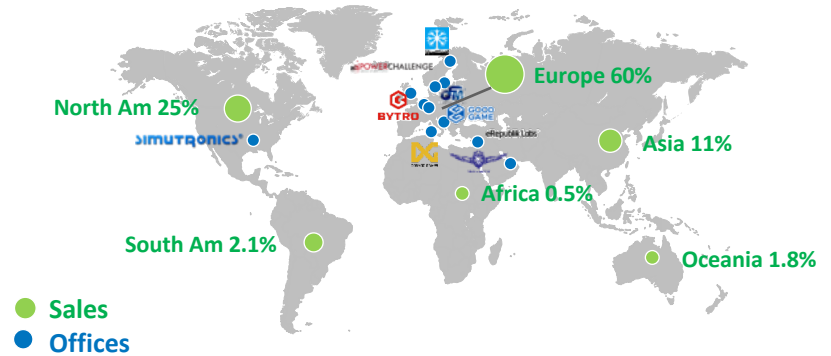 POWERCHALLENGE
Europe 60%
North Am 25%
BYTRO
GOOD
GAME
SIMUTRONICS
eRepublik Labs
Asia 11%
Africa 0.5%
South Am 2.1%
Oceania 1.8%
Sales
Offices